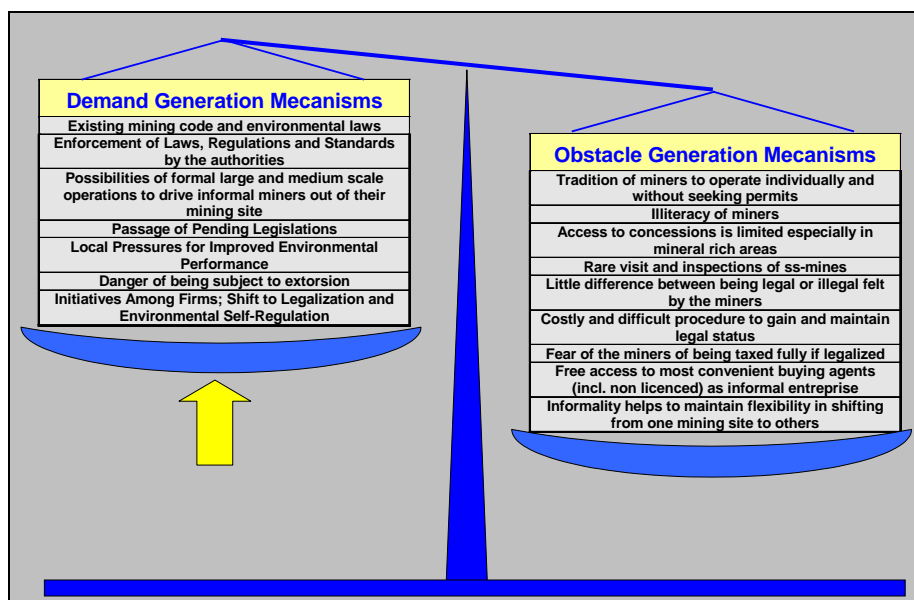 Demand Generation Mecanisms
Existing mining code and environmental laws
Enforcement of Laws, Regulations and Standards
by the authorities
Possibilities of formal large and medium scale
operations to drive informal miners out of their
mining site
Passage of Pending Legislations
Local Pressures for Improved Environmental
Performance
Danger of being subject to extorsion
Initiatives Among Firms; Shift to Legalization and
Environmental Self-Regulation
Obstacle Generation Mecanisms
Tradition of miners to operate individually and
without seeking permits
Illiteracy of miners
Access to concessions is limited especially in
mineral rich areas
Rare visit and inspections of ss-mines
Little difference between being legal or illegal felt
by the miners
Costly and difficult procedure to gain and maintain
legal status
Fear of the miners of being taxed fully if legalized
Free access to most convenient buying agents
(incl. non licenced) as informal entreprise
Informality helps to maintain flexibility in shifting
from one mining site to others